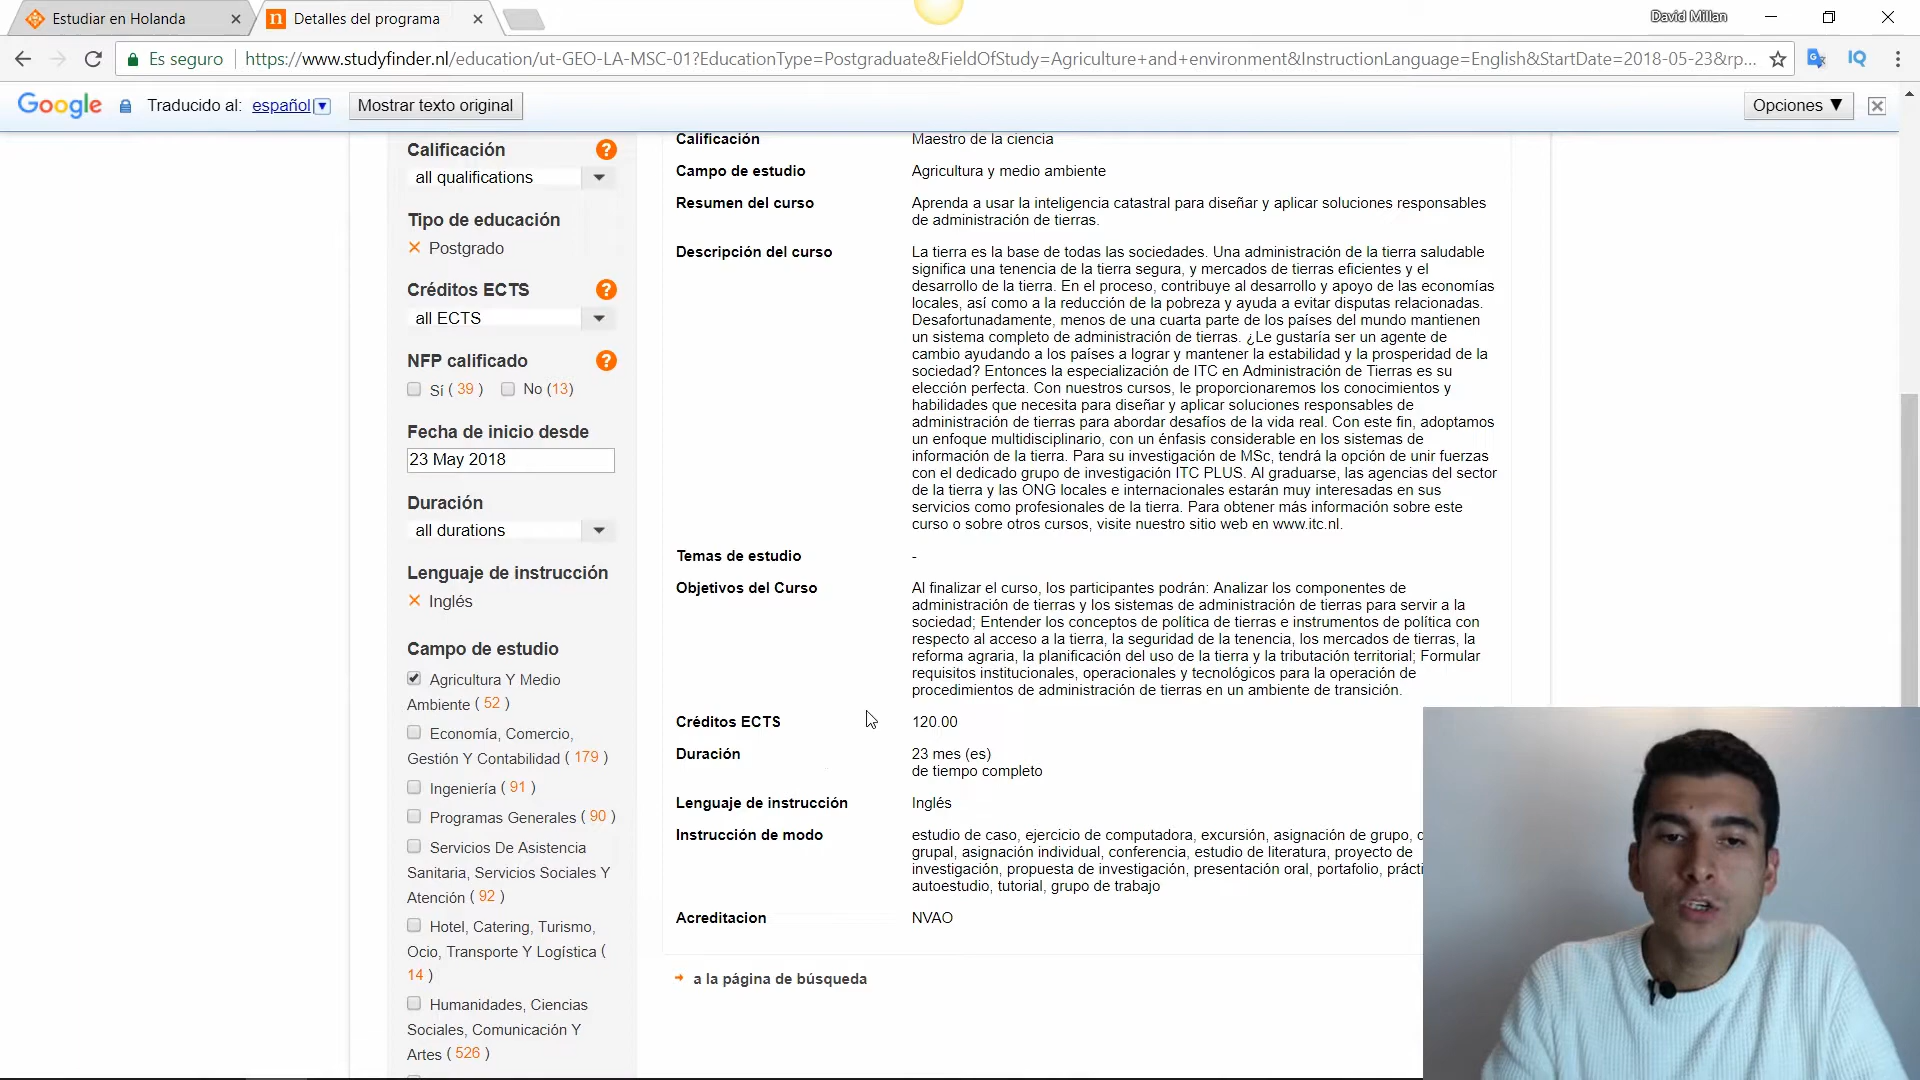 Estudiar en Holanda
Detalles del programa
David Millan
Es seguro
https://www.studyfinder.nl/education/ut-GEO-LA-MSC-01?EducationType=Postgraduate&FieldOfStudy=Agriculture+and+environment&InstructionLanguage=English&StartDate=2018-05-23&rp...
Google
Traducido al: español
Mostrar texto original
Opciones ▼
Calificación
all qualifications
Tipo de educación
Postgrado
Créditos ECTS
all ECTS
NFP calificado
Sí ( 39 ) No (13)
Fecha de inicio desde
23 May 2018
Duración
all durations
Lenguaje de instrucción
Inglés
Campo de estudio
Agricultura Y Medio
Ambiente ( 52 )
Economía, Comercio,
Gestión Y Contabilidad ( 179 )
Ingeniería ( 91 )
Programas Generales ( 90 )
Servicios De Asistencia
Sanitaria, Servicios Sociales Y
Atención ( 92 )
Hotel, Catering, Turismo,
Ocio, Transporte Y Logística (
14 )
Humanidades, Ciencias
Sociales, Comunicación Y
Artes ( 526 )
Calificación Maestro de la ciencia
Campo de estudio Agricultura y medio ambiente
Resumen del curso Aprenda a usar la inteligencia catastral para diseñar y aplicar soluciones responsables
de administración de tierras.
Descripción del curso La tierra es la base de todas las sociedades. Una administración de la tierra saludable
significa una tenencia de la tierra segura, y mercados de tierras eficientes y el
desarrollo de la tierra. En el proceso, contribuye al desarrollo y apoyo de las economías
locales, así como a la reducción de la pobreza y ayuda a evitar disputas relacionadas.
Desafortunadamente, menos de una cuarta parte de los países del mundo mantienen
un sistema completo de administración de tierras. ¿Le gustaría ser un agente de
cambio ayudando a los países a lograr y mantener la estabilidad y la prosperidad de la
sociedad? Entonces la especialización de ITC en Administración de Tierras es su
elección perfecta. Con nuestros cursos, le proporcionaremos los conocimientos y
habilidades que necesita para diseñar y aplicar soluciones responsables de
administración de tierras para abordar desafíos de la vida real. Con este fin, adoptamos
un enfoque multidisciplinario, con un énfasis considerable en los sistemas de
información de la tierra. Para su investigación de MSc, tendrá la opción de unir fuerzas
con el dedicado grupo de investigación ITC PLUS. Al graduarse, las agencias del sector
de la tierra y las ONG locales e internacionales estarán muy interesadas en sus
servicios como profesionales de la tierra. Para obtener más información sobre este
curso o sobre otros cursos, visite nuestro sitio web en www.itc.nl.
Temas de estudio -
Objetivos del Curso Al finalizar el curso, los participantes podrán: Analizar los componentes de
administración de tierras y los sistemas de administración de tierras para servir a la
sociedad; Entender los conceptos de política de tierras e instrumentos de política con
respecto al acceso a la tierra, la seguridad de la tenencia, los mercados de tierras, la
reforma agraria, la planificación del uso de la tierra y la tributación territorial; Formular
requisitos institucionales, operacionales y tecnológicos para la operación de
procedimientos de administración de tierras en un ambiente de transición.
Créditos ECTS 120.00
Duración 23 mes (es)
de tiempo completo
Lenguaje de instrucción Inglés
Instrucción de modo estudio de caso, ejercicio de computadora, excursión, asignación de grupo,
grupal, asignación individual, conferencia, estudio de literatura, proyecto de
investigación, propuesta de investigación, presentación oral, portafolio, prácti
autoestudio, tutorial, grupo de trabajo
Acreditacion NVAO
a la página de búsqueda